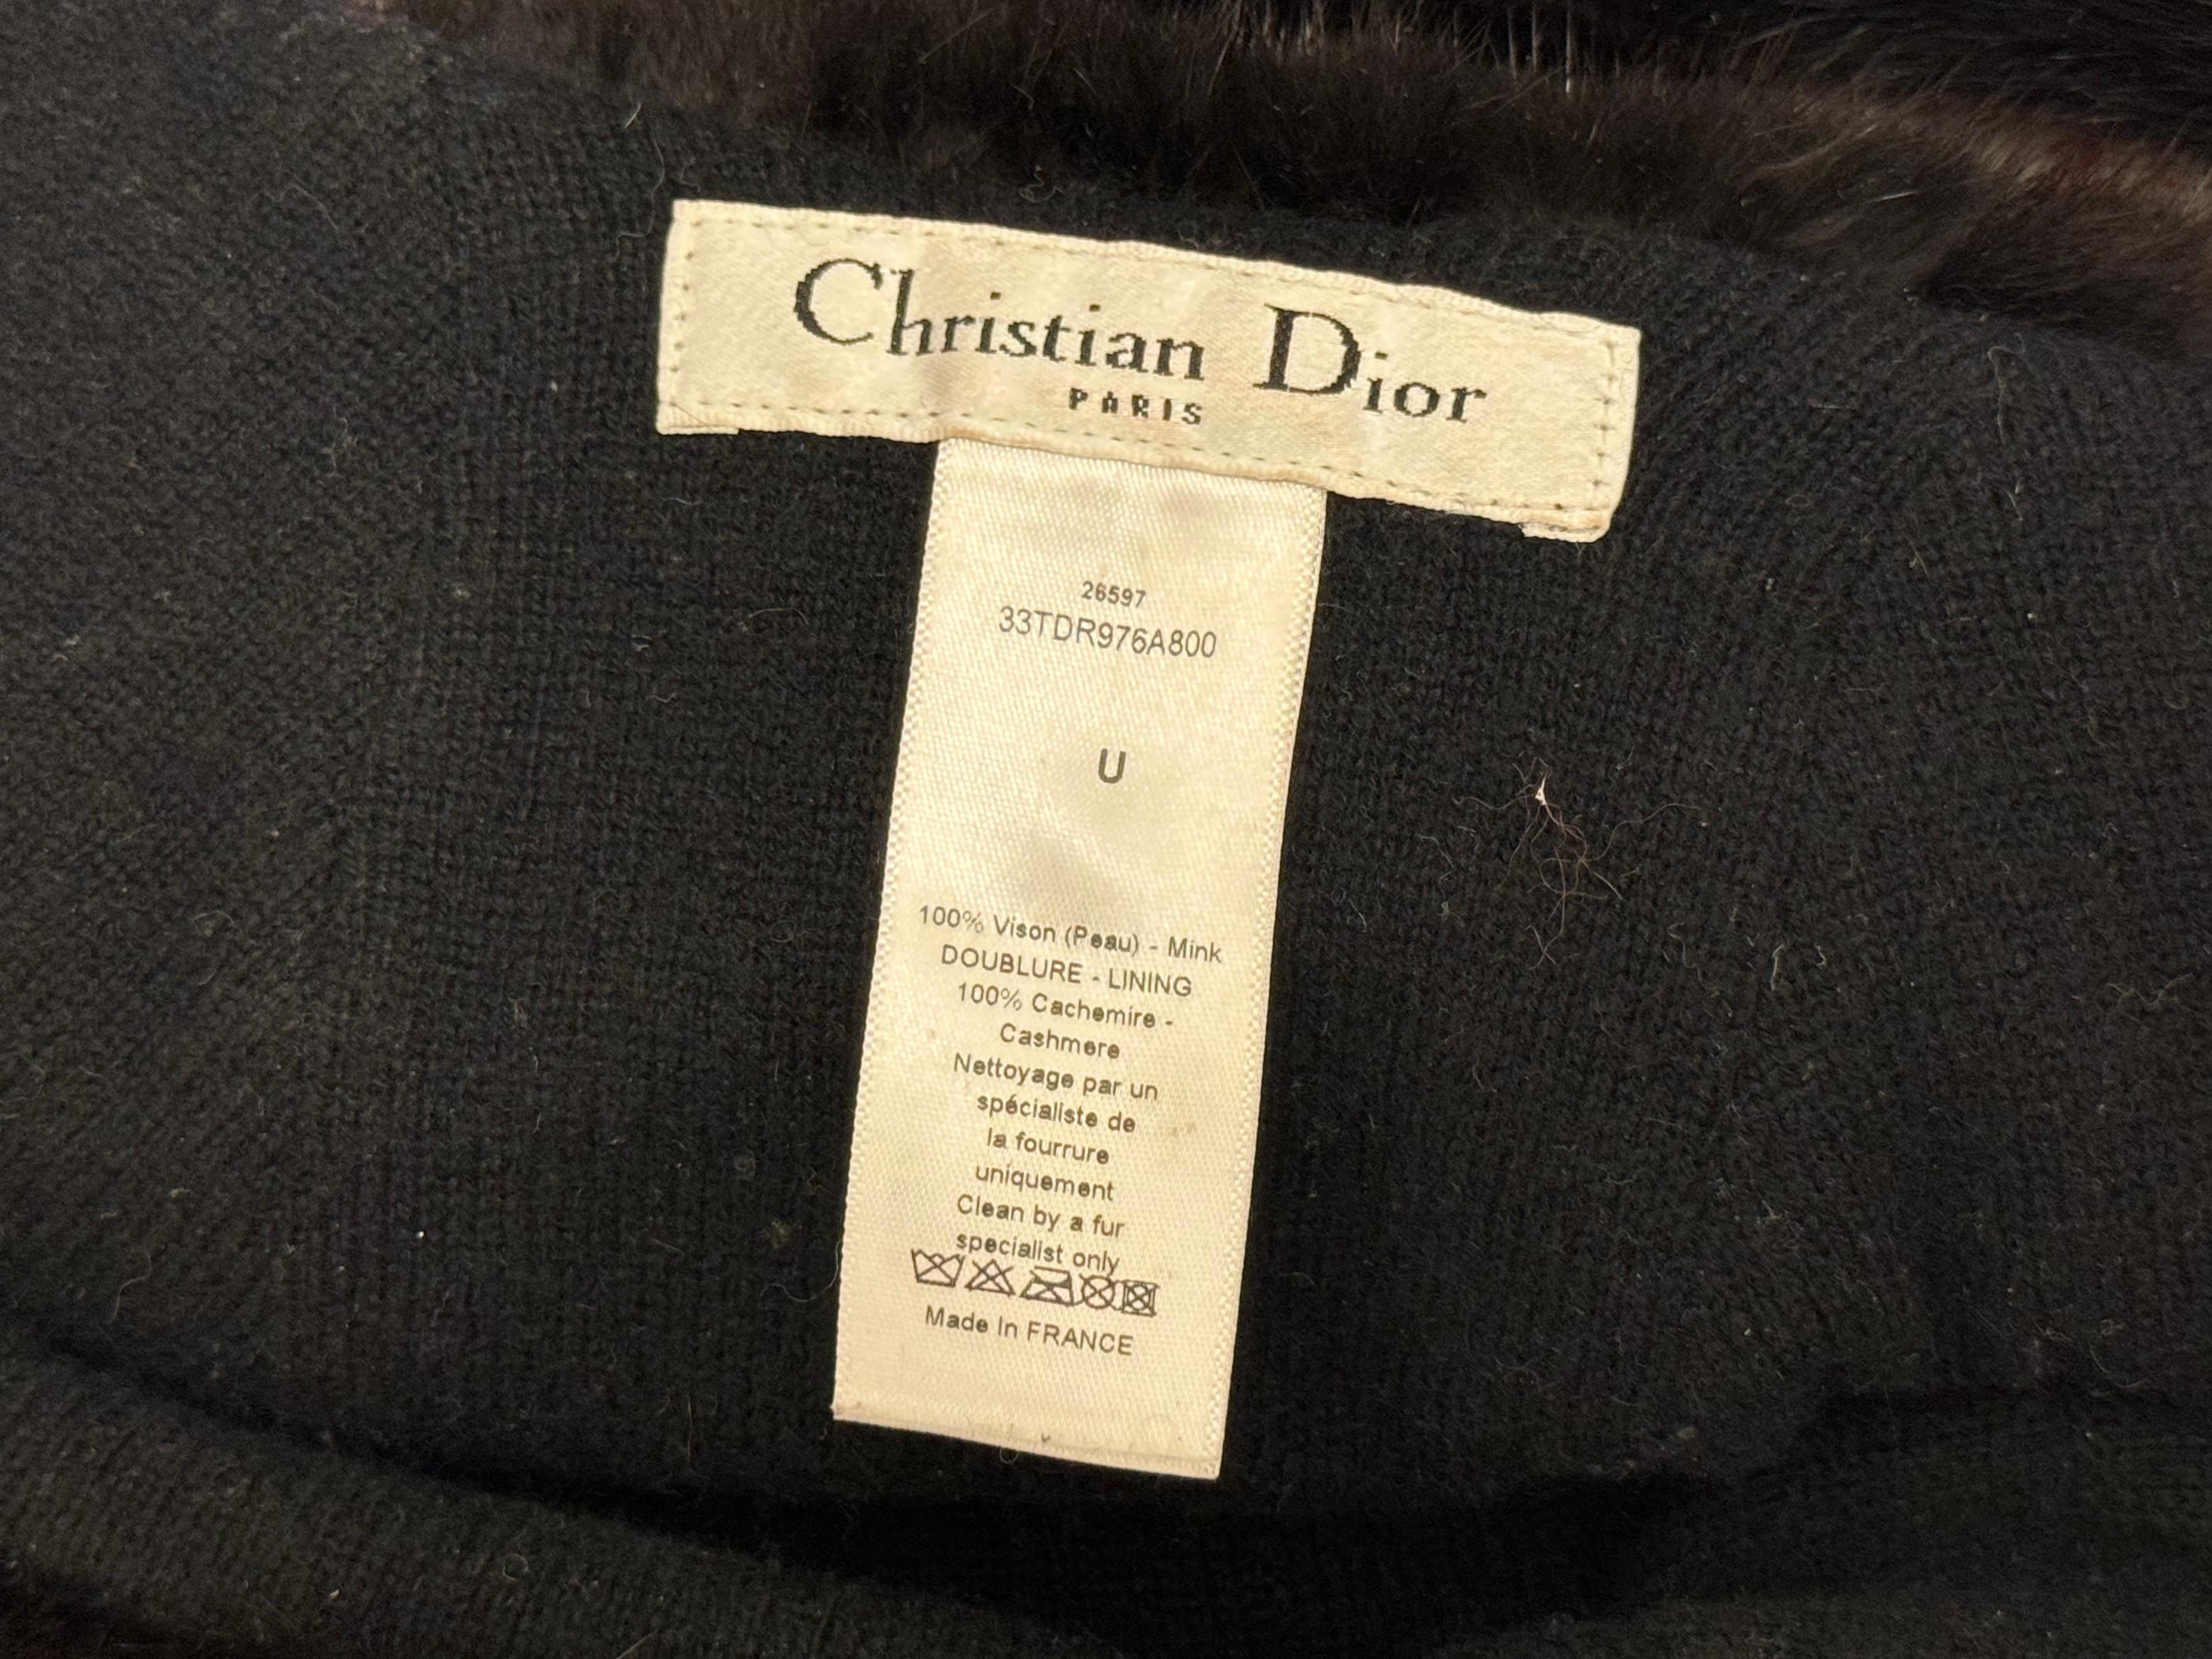 Christian Dior
PARIS
26597
33TDR976A800
U
100% Vison (Peau) - Mink
DOUBLURE - LINING
100% Cachemire -
Cashmere
Nettoyage par un
spécialiste de
la fourrure
uniquement
Clean by a fur
specialist only
Made In FRANCE